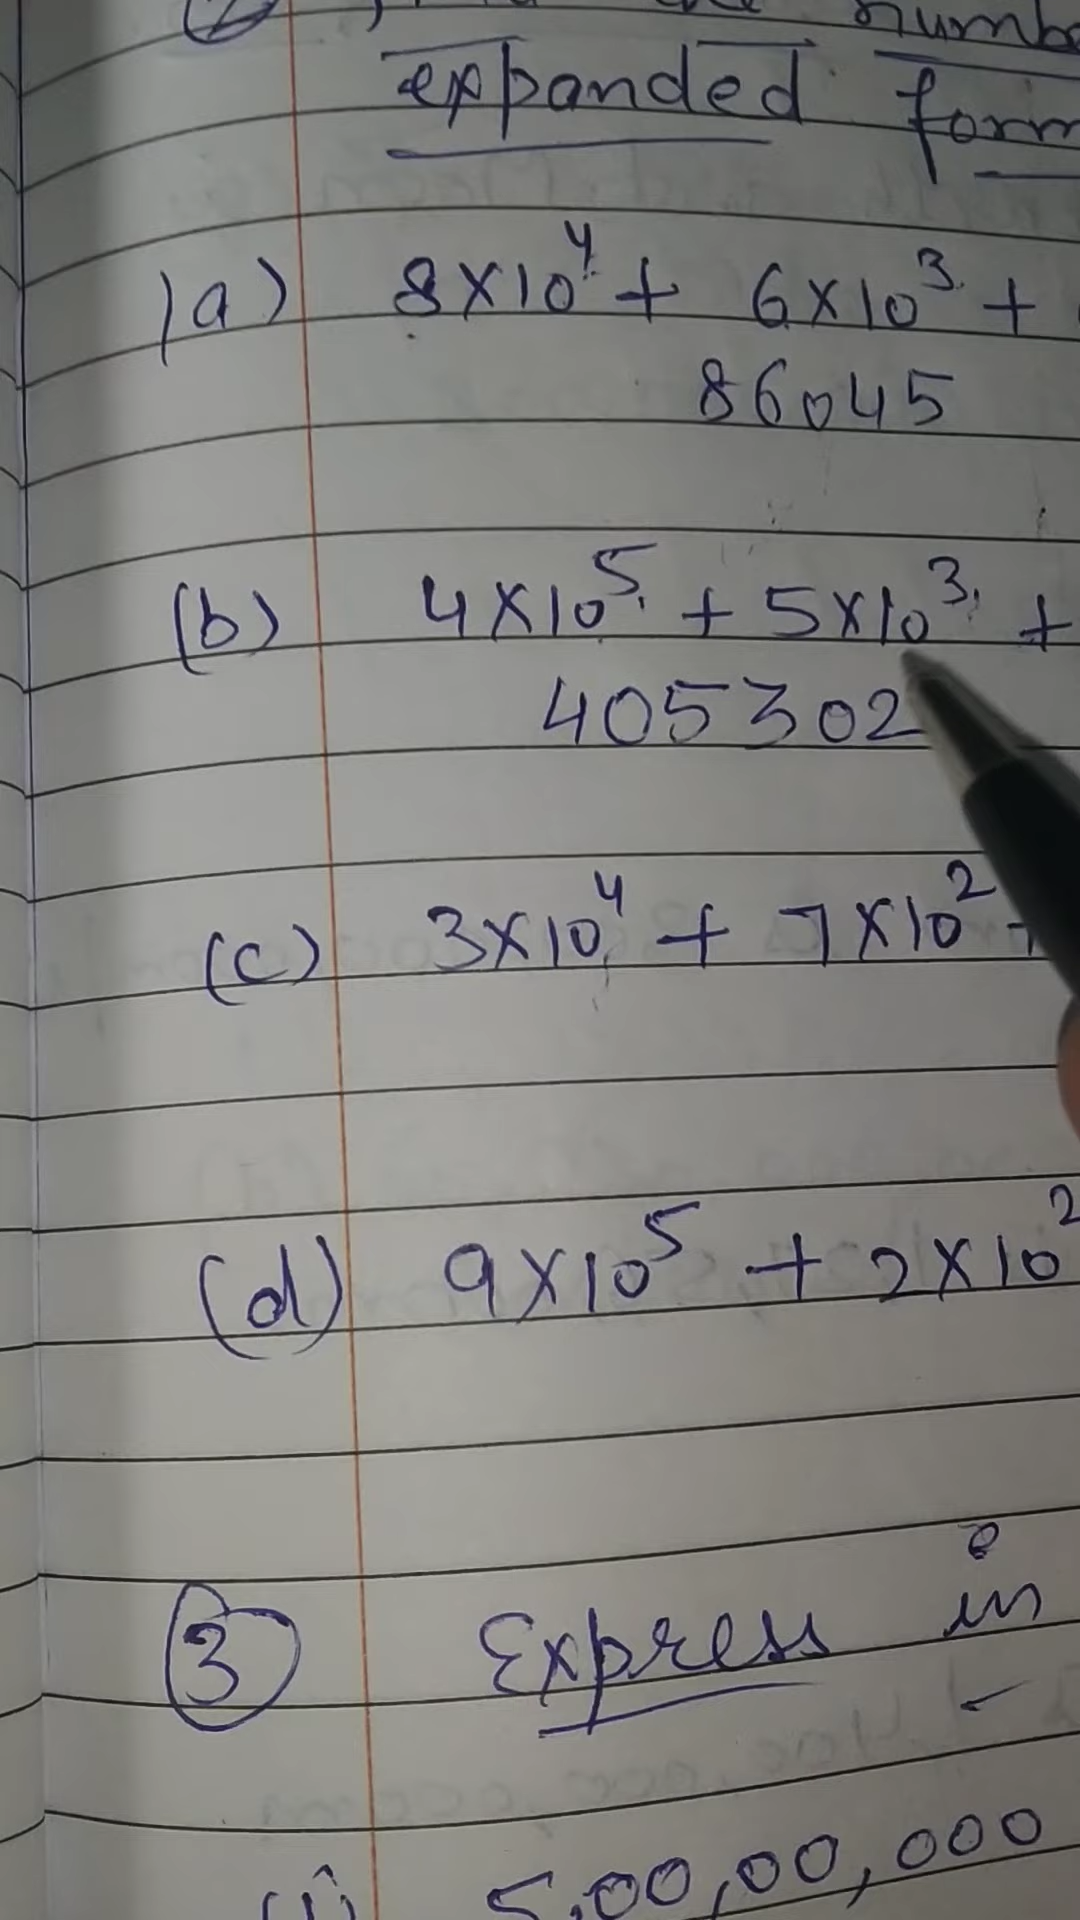 numbe
expanded form
(a) 8×10⁴ + 6×10³ +
86045
(b) 4×10⁵ + 5×10³ +
405302
(c) 3×10⁴ + 7×10² +
(d) 9×10⁵ + 2×10²
③ Express in
(i) 5,00,00,000